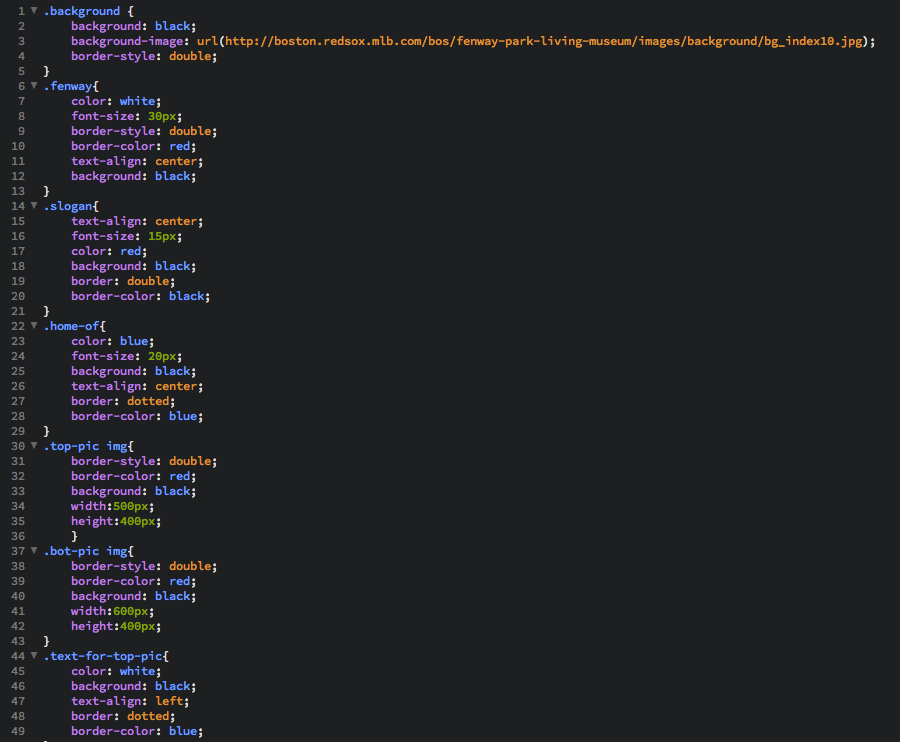 1 .background {
2     background: black;
3     background-image: url(http://boston.redsox.mlb.com/bos/fenway-park-living-museum/images/background/bg_index10.jpg);
4     border-style: double;
5 }
6 .fenway{
7     color: white;
8     font-size: 30px;
9     border-style: double;
10     border-color: red;
11     text-align: center;
12     background: black;
13 }
14 .slogan{
15     text-align: center;
16     font-size: 15px;
17     color: red;
18     background: black;
19     border: double;
20     border-color: black;
21 }
22 .home-of{
23     color: blue;
24     font-size: 20px;
25     background: black;
26     text-align: center;
27     border: dotted;
28     border-color: blue;
29 }
30 .top-pic img{
31     border-style: double;
32     border-color: red;
33     background: black;
34     width:500px;
35     height:400px;
36     }
37 .bot-pic img{
38     border-style: double;
39     border-color: red;
40     background: black;
41     width:600px;
42     height:400px;
43 }
44 .text-for-top-pic{
45     color: white;
46     background: black;
47     text-align: left;
48     border: dotted;
49     border-color: blue;